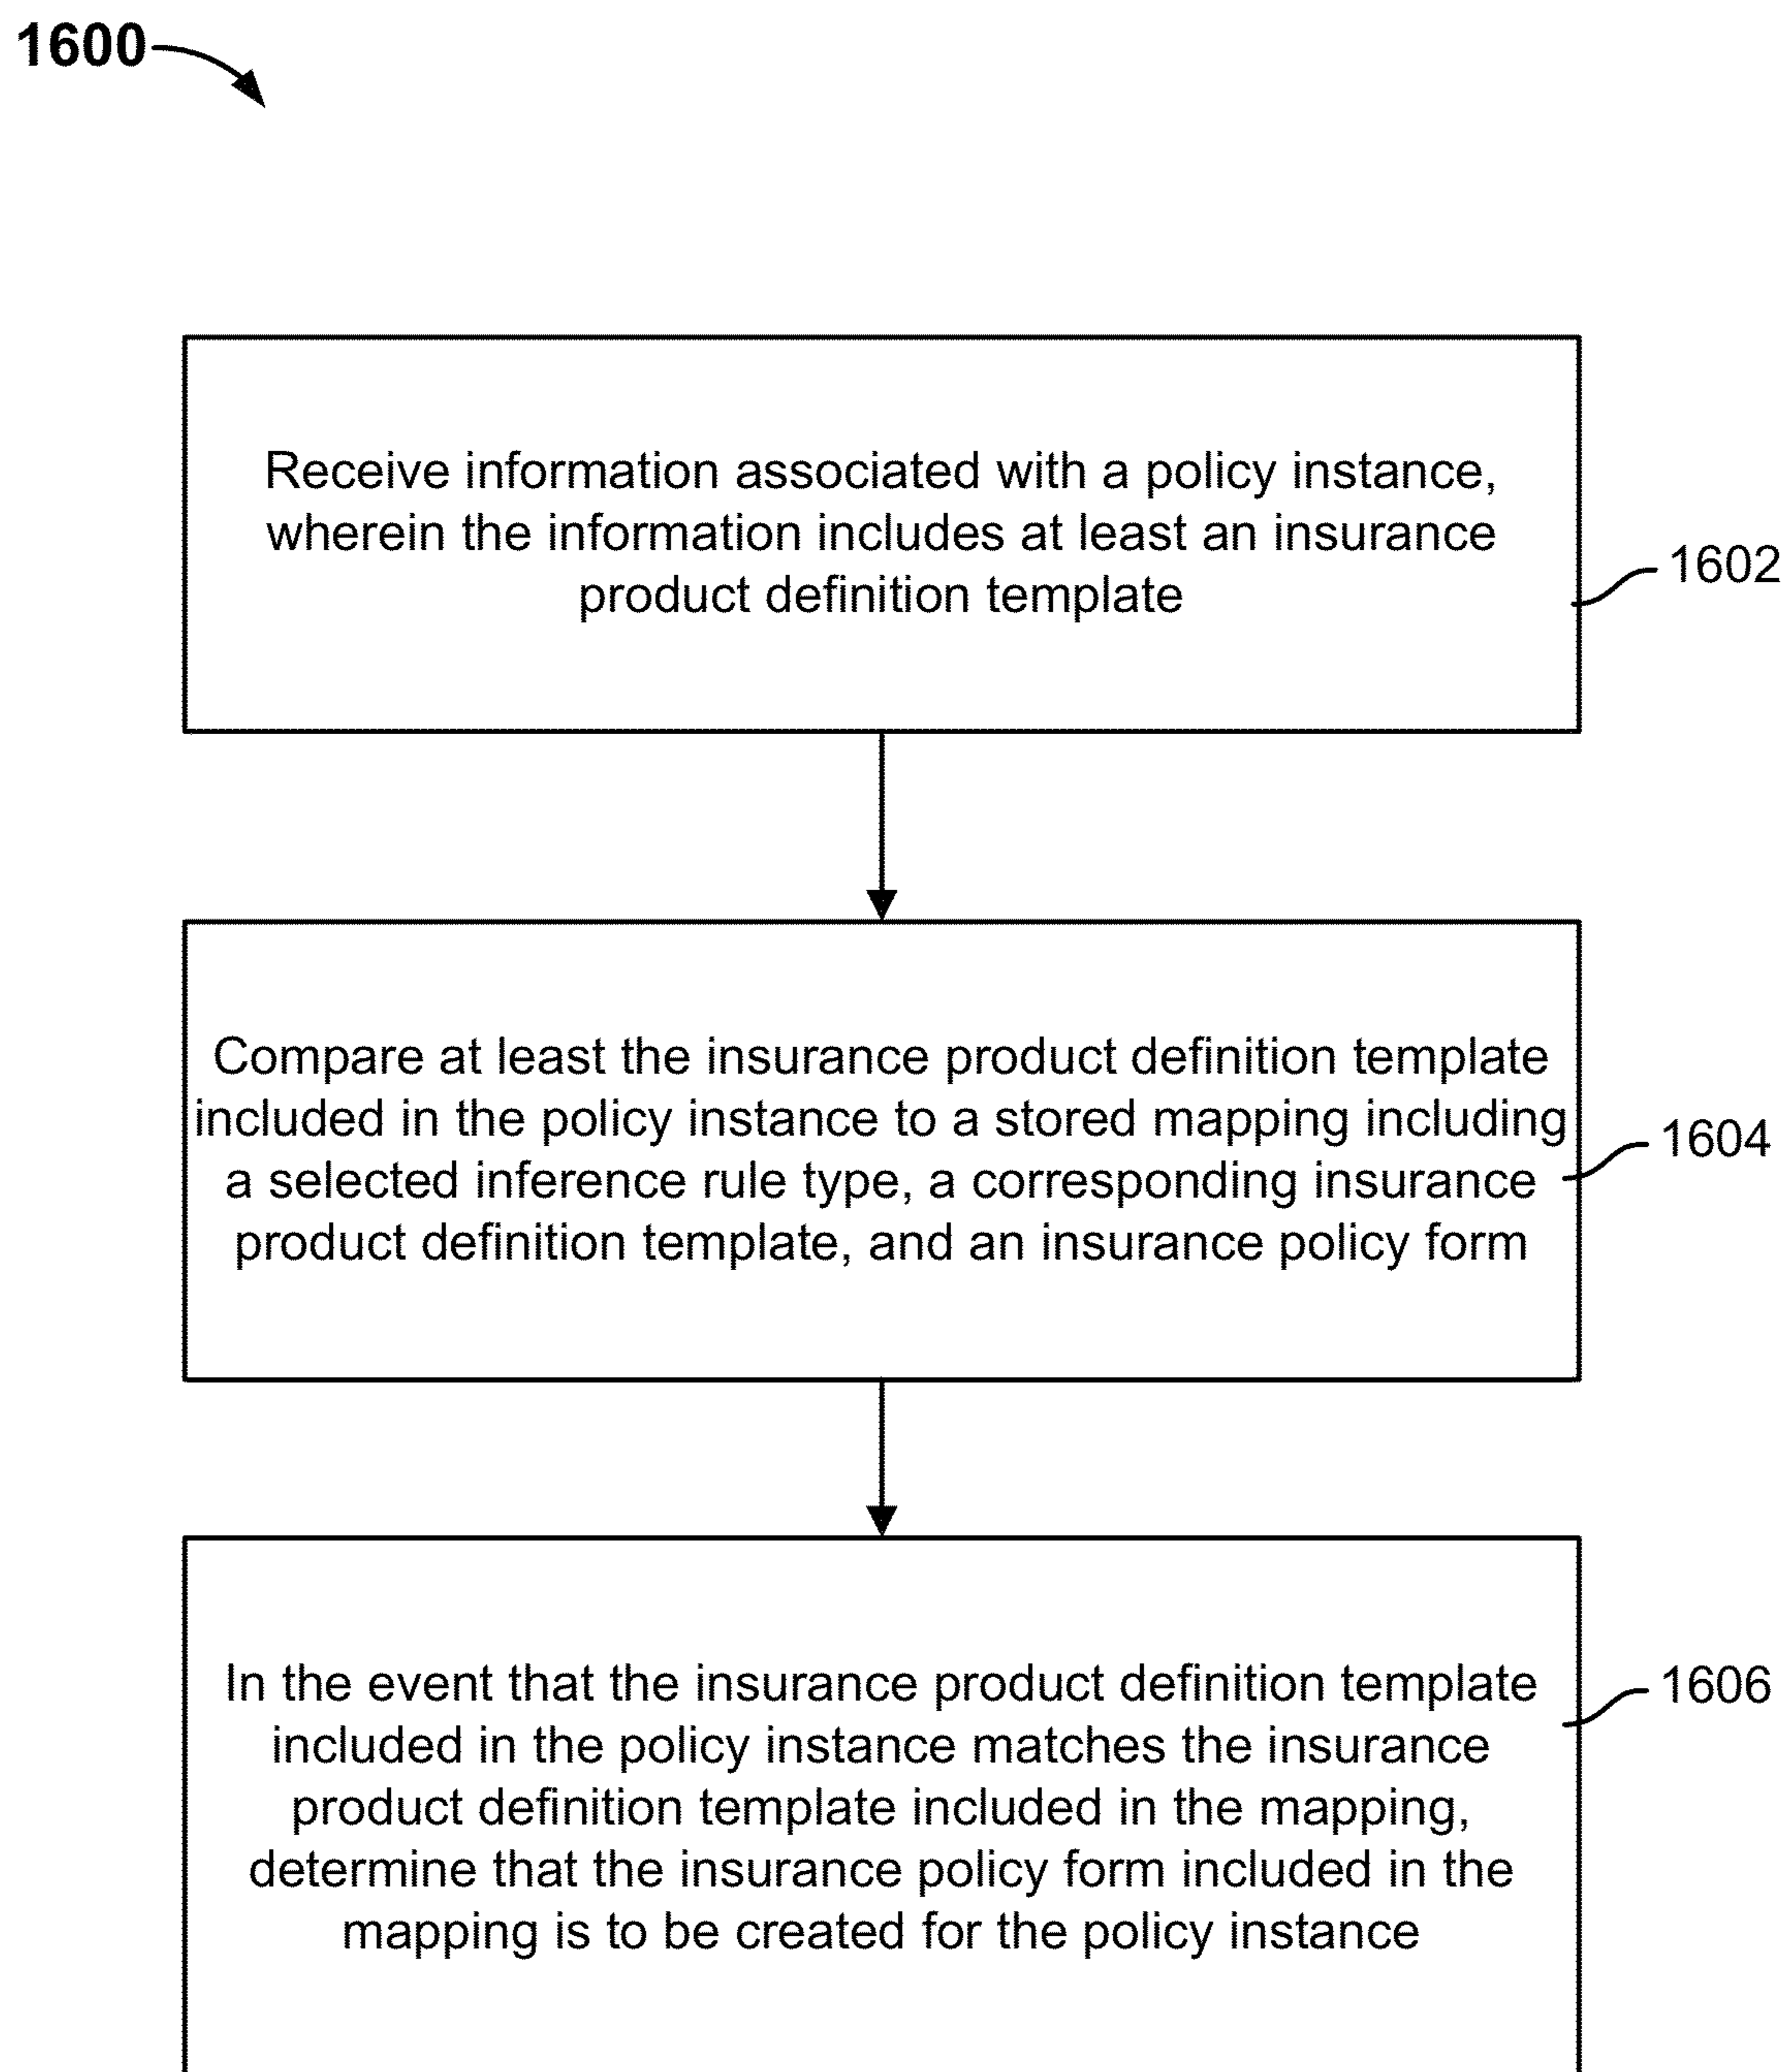 1600
Receive information associated with a policy instance,
wherein the information includes at least an insurance
product definition template
1602
Compare at least the insurance product definition template
included in the policy instance to a stored mapping including
a selected inference rule type, a corresponding insurance
product definition template, and an insurance policy form
1604
In the event that the insurance product definition template
included in the policy instance matches the insurance
product definition template included in the mapping,
determine that the insurance policy form included in the
mapping is to be created for the policy instance
1606